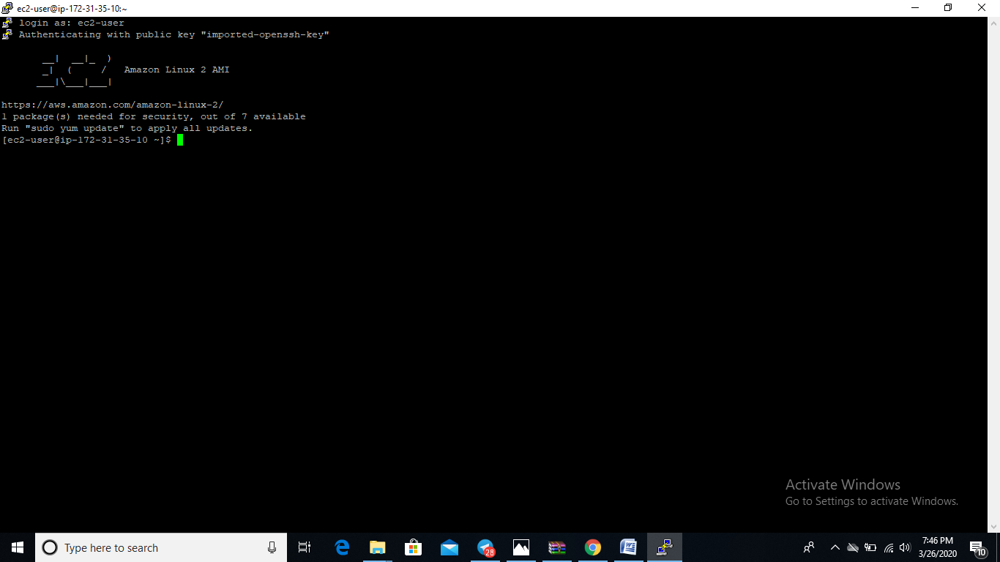 ec2-user@ip-172-31-35-10:~
login as: ec2-user
Authenticating with public key "imported-openssh-key"
       __|  __|_  )
       _|  (     /   Amazon Linux 2 AMI
      ___|\___|___|
https://aws.amazon.com/amazon-linux-2/
1 package(s) needed for security, out of 7 available
Run "sudo yum update" to apply all updates.
[ec2-user@ip-172-31-35-10 ~]$
Activate Windows
Go to Settings to activate Windows.
Type here to search
28
7:46 PM
3/26/2020
10